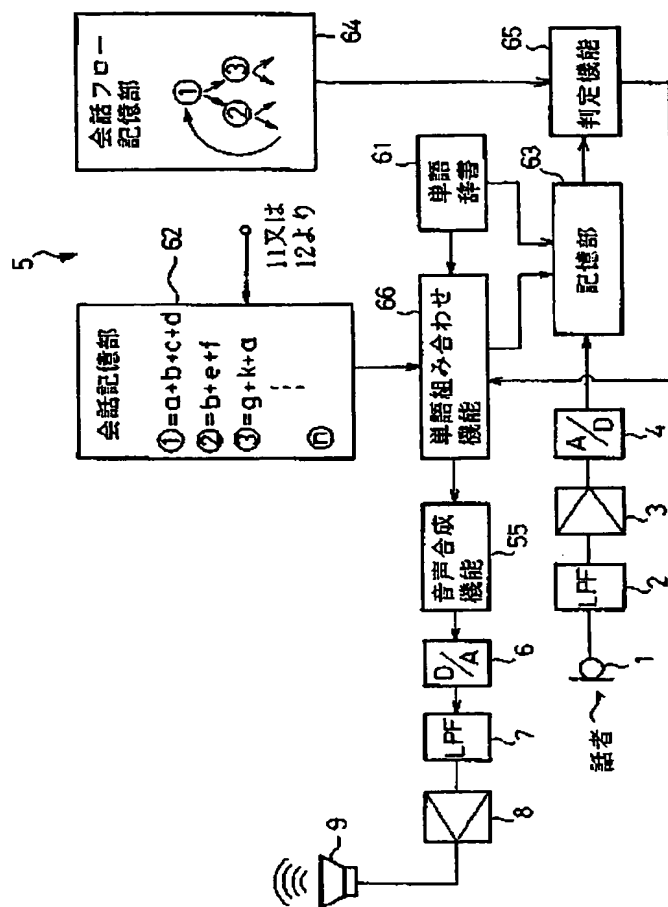 5
会話記憶部
62
①=a+b+c+d
②=b+e+f
③=g+k+a
⋮
ⓝ
11又は
12より
会話フロー
記憶部
64
①
②
③
61
単語
辞書
65
判定機能
66
単語組み合わせ
機能
63
記憶部
55
音声合成
機能
D/A
6
LPF
7
8
9
A/D
4
3
LPF
2
1
話者